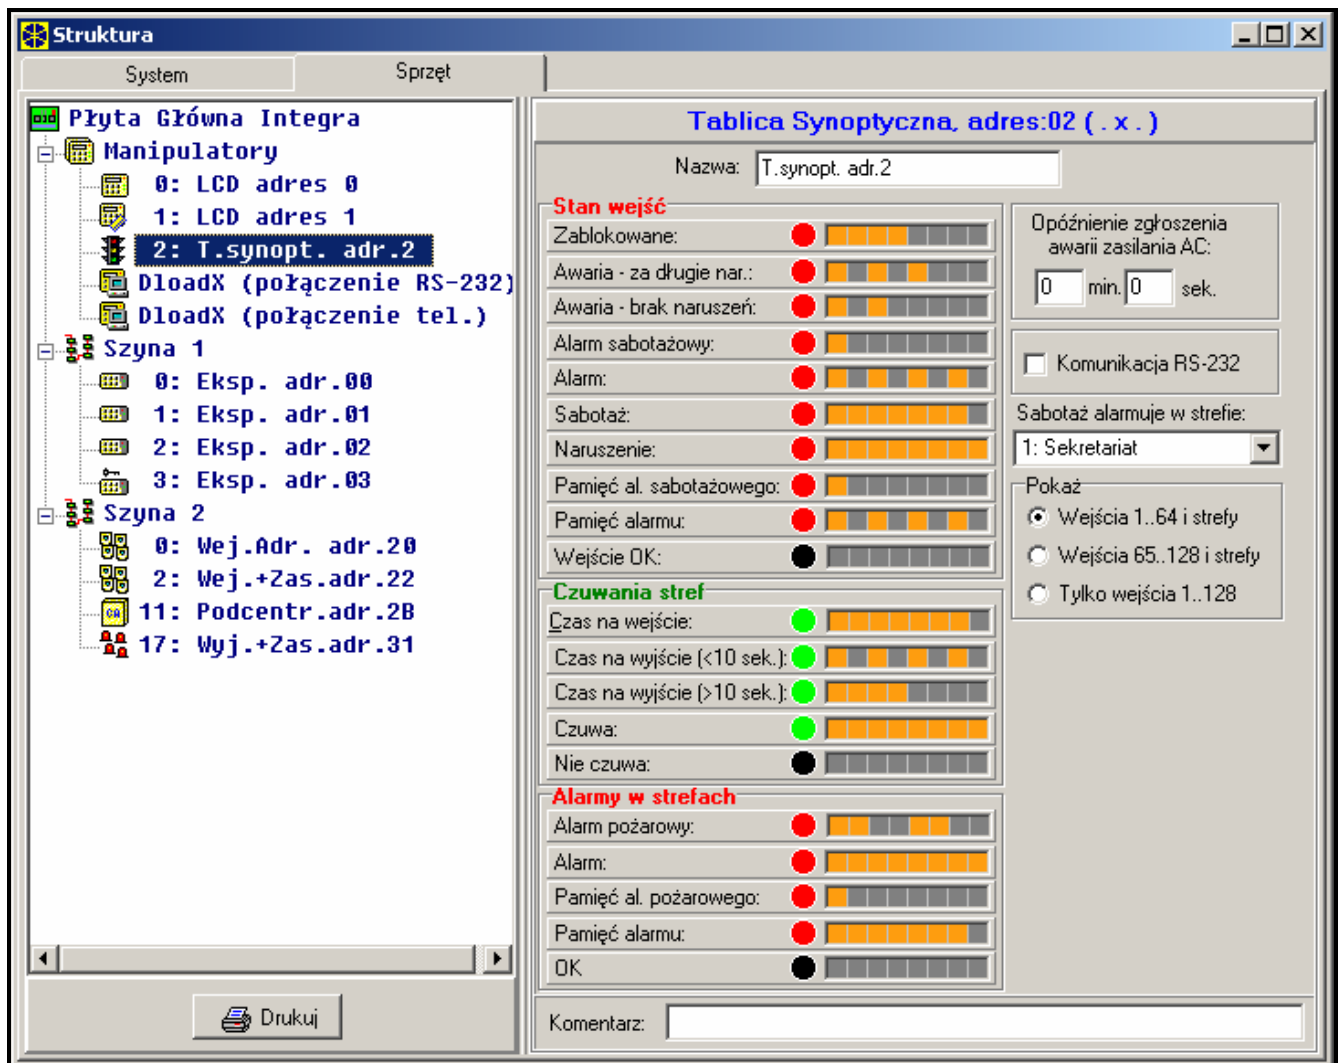 Struktura
System
Sprzęt
Płyta Główna Integra
Manipulatory
0: LCD adres 0
1: LCD adres 1
2: T.synopt. adr.2
DloadX (połączenie RS-232)
DloadX (połączenie tel.)
Szyna 1
0: Eksp. adr.00
1: Eksp. adr.01
2: Eksp. adr.02
3: Eksp. adr.03
Szyna 2
0: Wej.Adr. adr.20
2: Wej.+Zas.adr.22
11: Podcentr.adr.2B
17: Wyj.+Zas.adr.31
Drukuj
Tablica Synoptyczna, adres:02 ( . x . )
Nazwa: T.synopt. adr.2
Stan wejść
Zablokowane:
Awaria - za długie nar.:
Awaria - brak naruszeń:
Alarm sabotażowy:
Alarm:
Sabotaż:
Naruszenie:
Pamięć al. sabotażowego:
Pamięć alarmu:
Wejście OK:
Czuwania stref
Czas na wejście:
Czas na wyjście (<10 sek.):
Czas na wyjście (>10 sek.):
Czuwa:
Nie czuwa:
Alarmy w strefach
Alarm pożarowy:
Alarm:
Pamięć al. pożarowego:
Pamięć alarmu:
OK
Opóźnienie zgłoszenia
awarii zasilania AC:
0 min. 0 sek.
Komunikacja RS-232
Sabotaż alarmuje w strefie:
1: Sekretariat
Pokaż
Wejścia 1..64 i strefy
Wejścia 65..128 i strefy
Tylko wejścia 1..128
Komentarz: